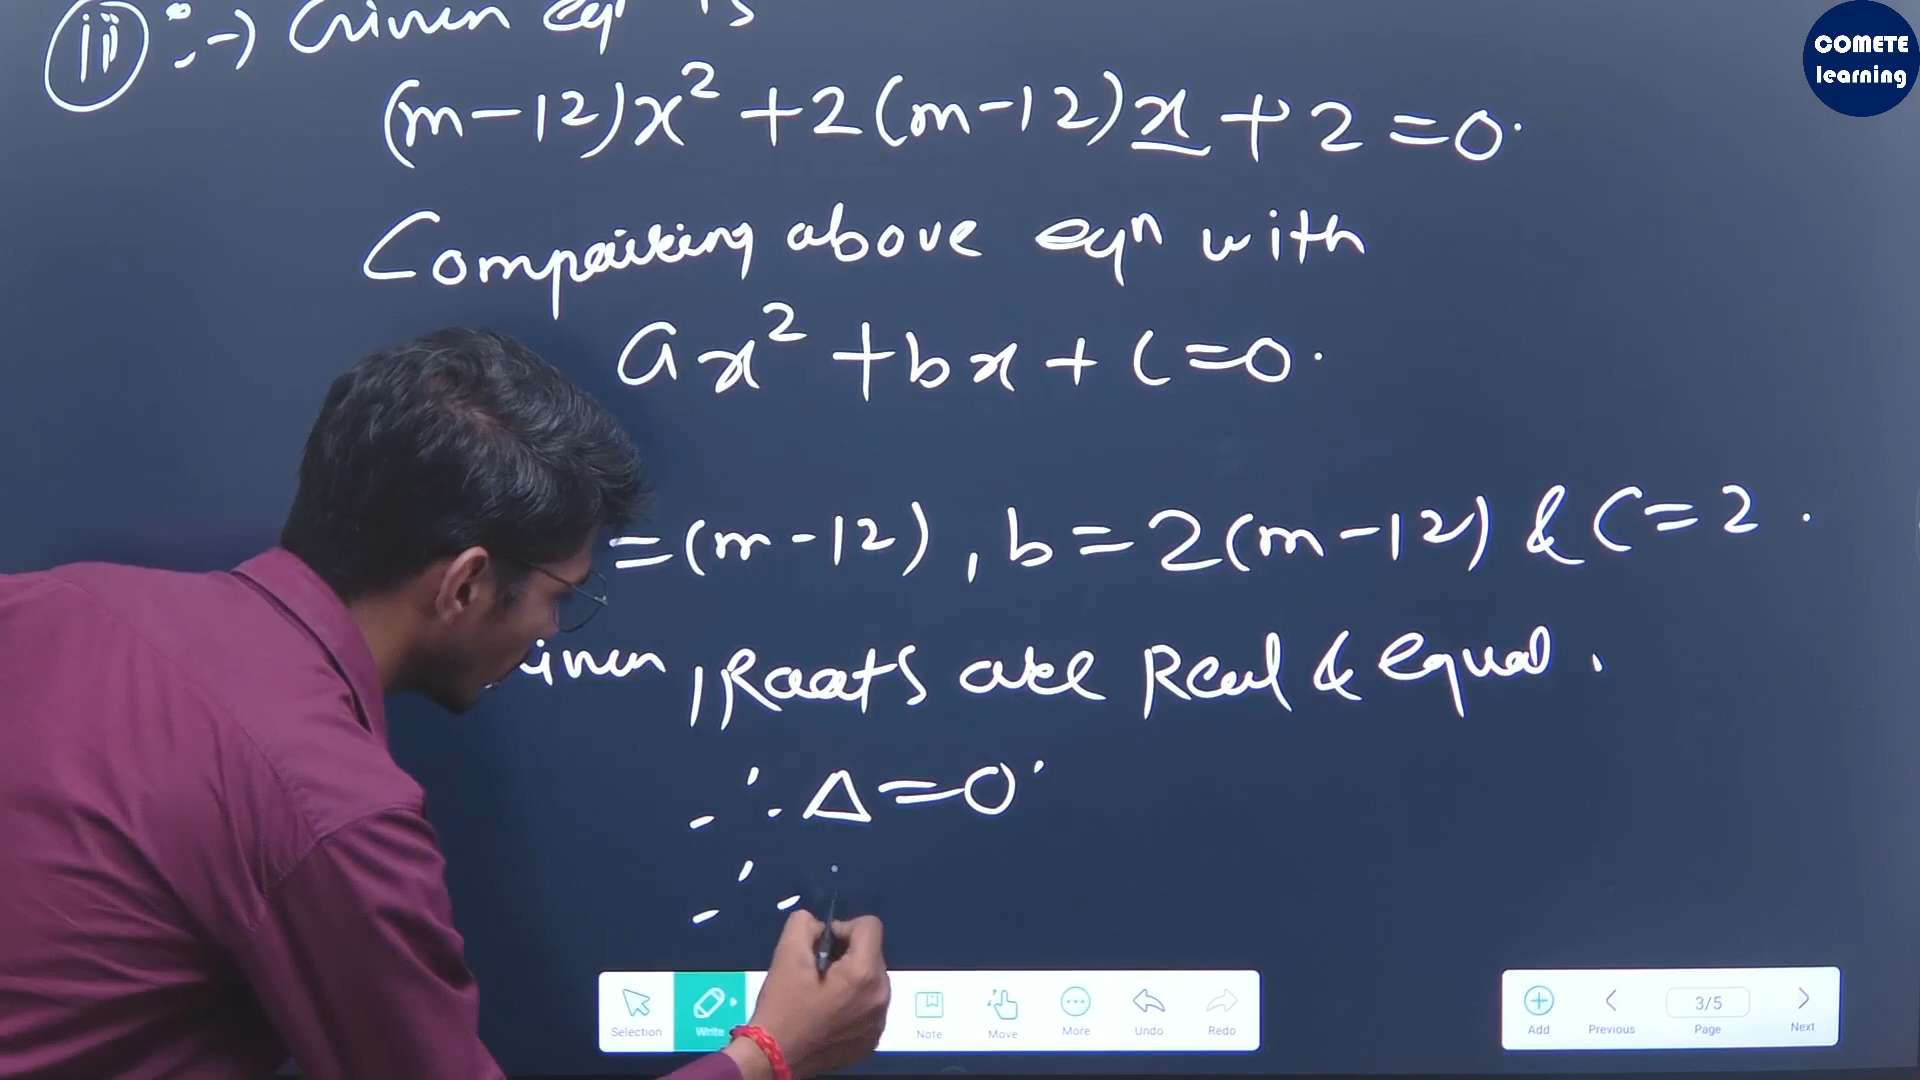 (ii) :-) Given eqn is
COMETE
learning
(m-12)x² + 2(m-12)x + 2 = 0.
Comparing above eqn with
ax² + bx + c = 0.
= (m-12), b = 2(m-12) & c = 2.
iven, Roots are Real & equal.
∴ Δ = 0
∴
Selection
Write
Note
Move
More
Undo
Redo
Add
Previous
3/5
Page
Next